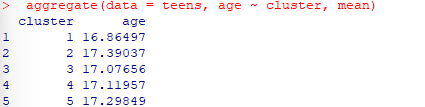 > aggregate(data = teens, age ~ cluster, mean)
cluster age
1 1 16.86497
2 2 17.39037
3 3 17.07656
4 4 17.11957
5 5 17.29849